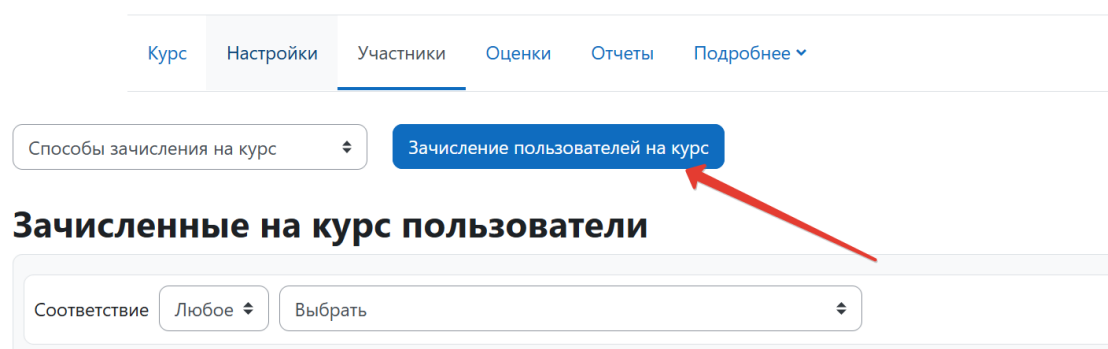 Курс Настройки Участники Оценки Отчеты Подробнее
Способы зачисления на курс Зачисление пользователей на курс
Зачисленные на курс пользователи
Соответствие Любое Выбрать